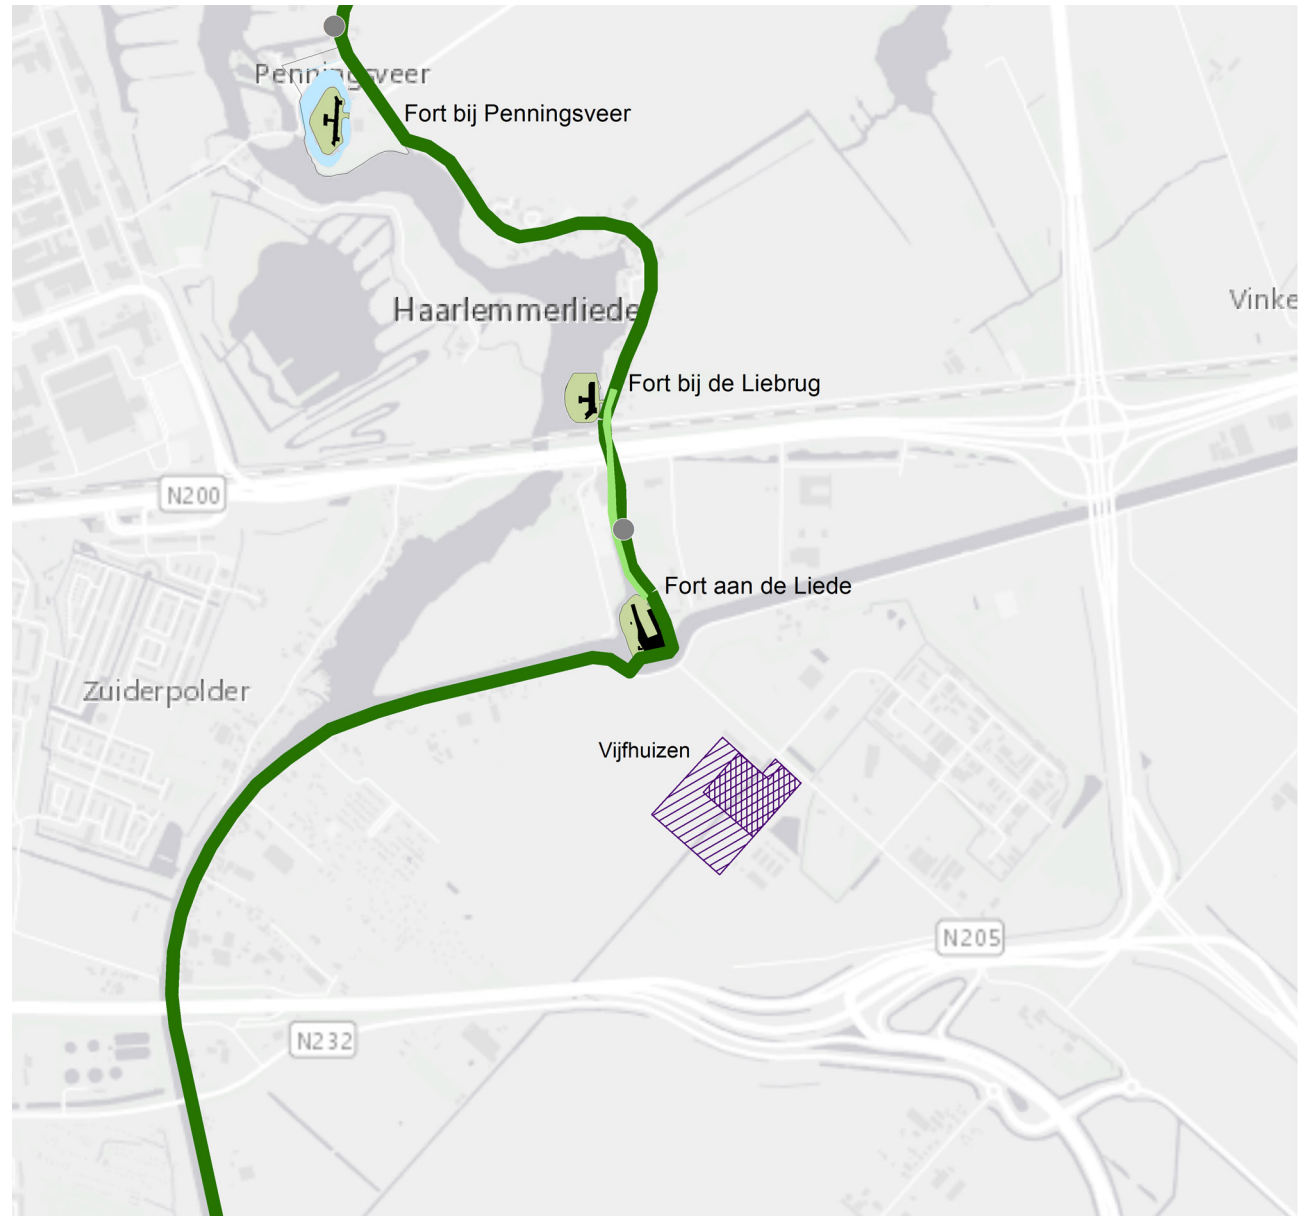 Penningsveer
Fort bij Penningsveer
Vinke
Haarlemmerliede
Fort bij de Liebrug
N200
Fort aan de Liede
Zuiderpolder
Vijfhuizen
N205
N232